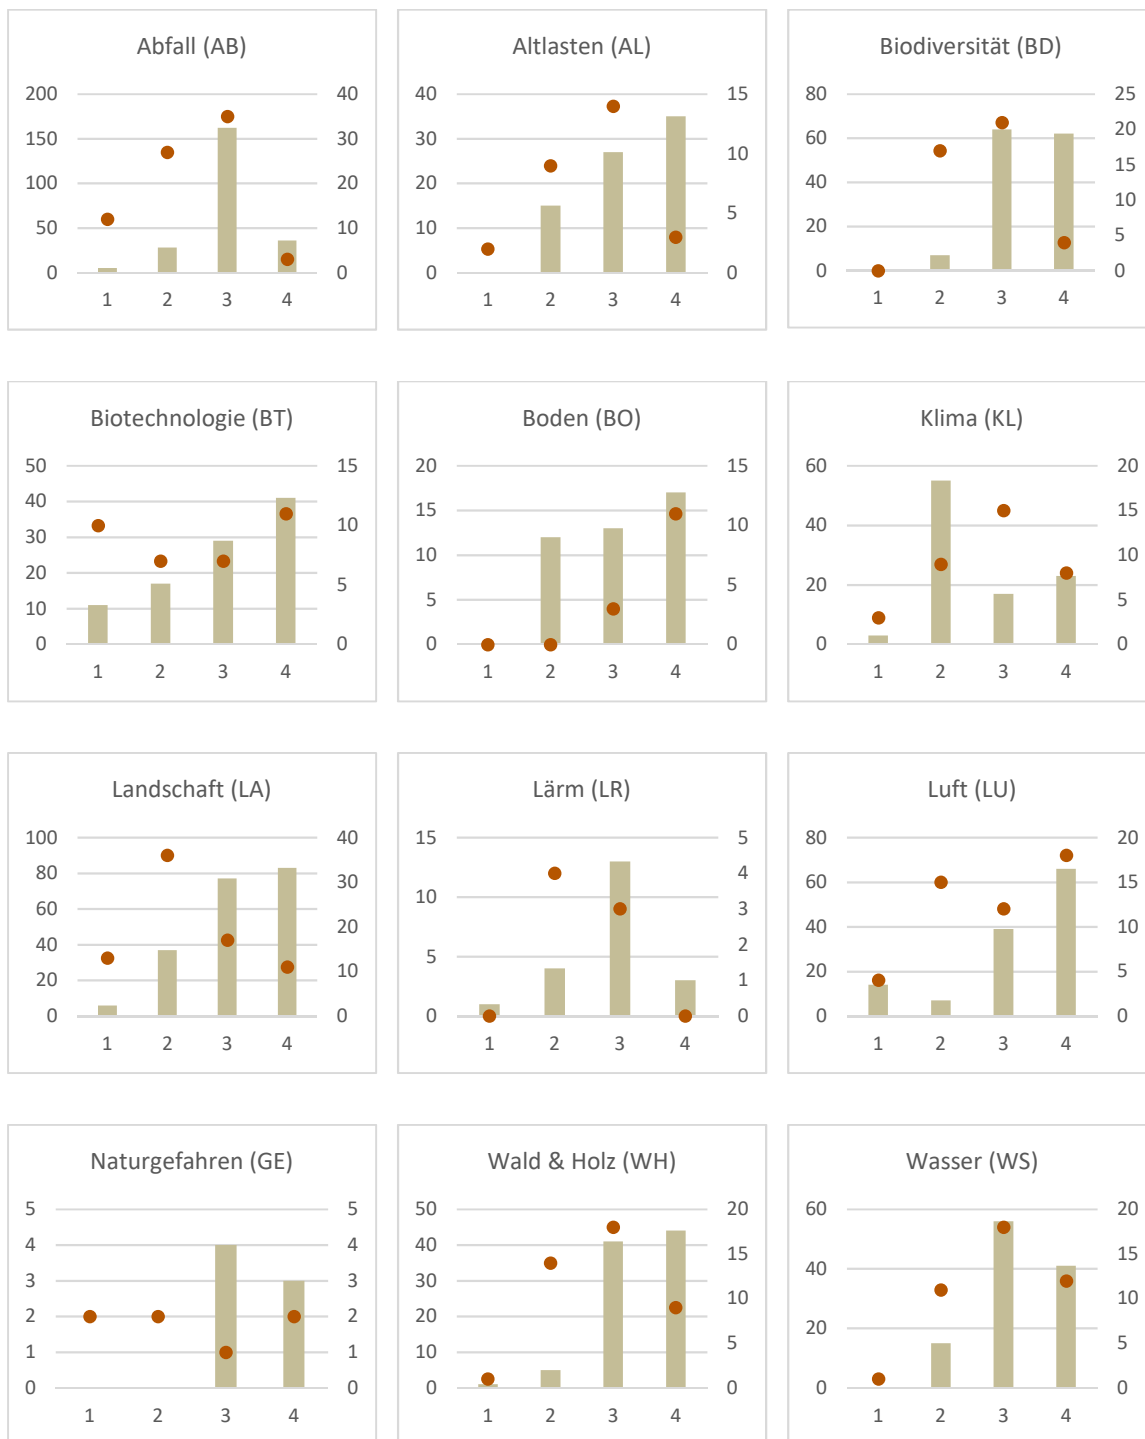 Abfall (AB)
200 40
150 30
100 20
50 10
0 0
1 2 3 4
Altlasten (AL)
40 15
30 10
20 5
10 0
0
1 2 3 4
Biodiversität (BD)
80 25
60 20
40 15
20 10
0 5
0
1 2 3 4
Biotechnologie (BT)
50 15
40 10
30 5
20 0
10
0
1 2 3 4
Boden (BO)
20 15
15 10
10 5
5 0
0
1 2 3 4
Klima (KL)
60 20
40 15
20 10
0 5
0
1 2 3 4
Landschaft (LA)
100 40
80 30
60 20
40 10
20 0
0
1 2 3 4
Lärm (LR)
15 5
10 4
5 3
0 2
1
0
1 2 3 4
Luft (LU)
80 20
60 15
40 10
20 5
0 0
1 2 3 4
Naturgefahren (GE)
5 5
4 4
3 3
2 2
1 1
0 0
1 2 3 4
Wald & Holz (WH)
50 20
40 15
30 10
20 5
10 0
0
1 2 3 4
Wasser (WS)
60 20
40 15
20 10
0 5
0
1 2 3 4